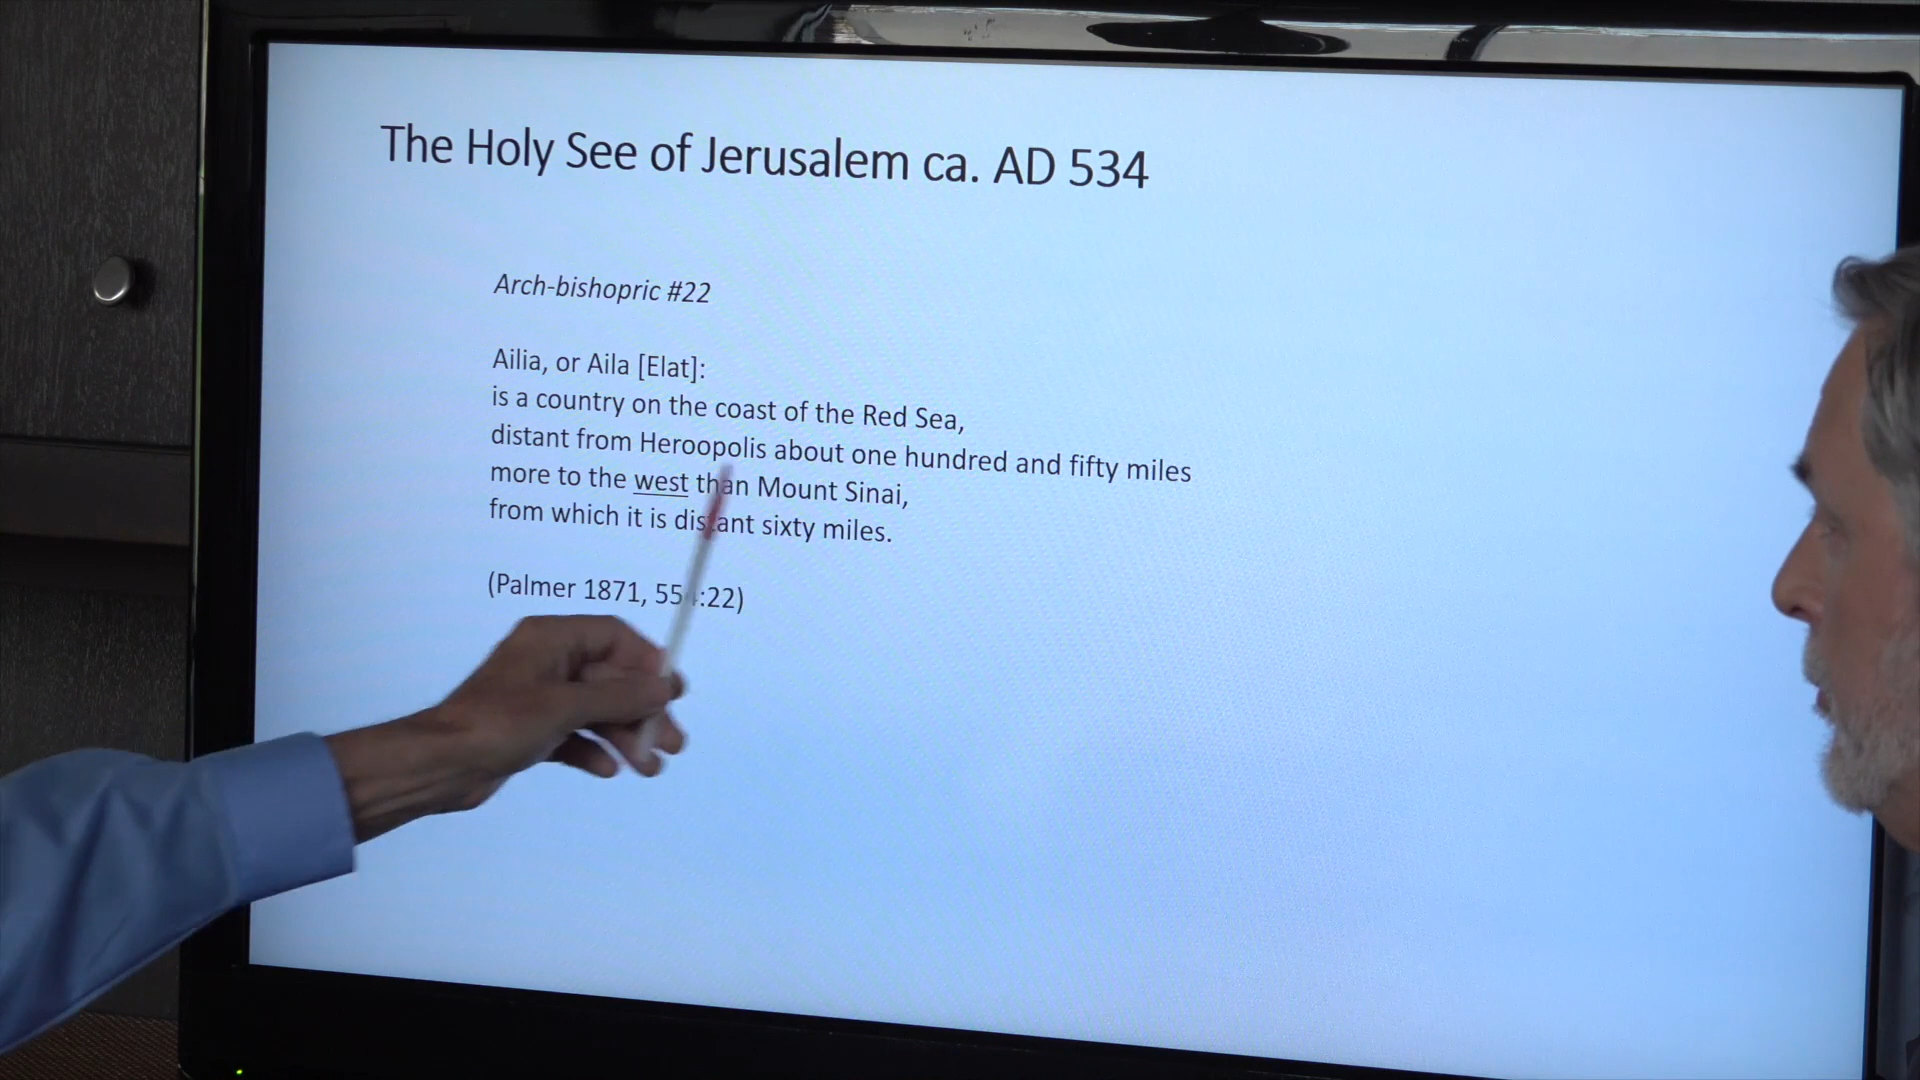 The Holy See of Jerusalem ca. AD 534
Arch-bishopric #22
Ailia, or Aila [Elat]:
is a country on the coast of the Red Sea,
distant from Heroopolis about one hundred and fifty miles
more to the west than Mount Sinai,
from which it is distant sixty miles.
(Palmer 1871, 554:22)